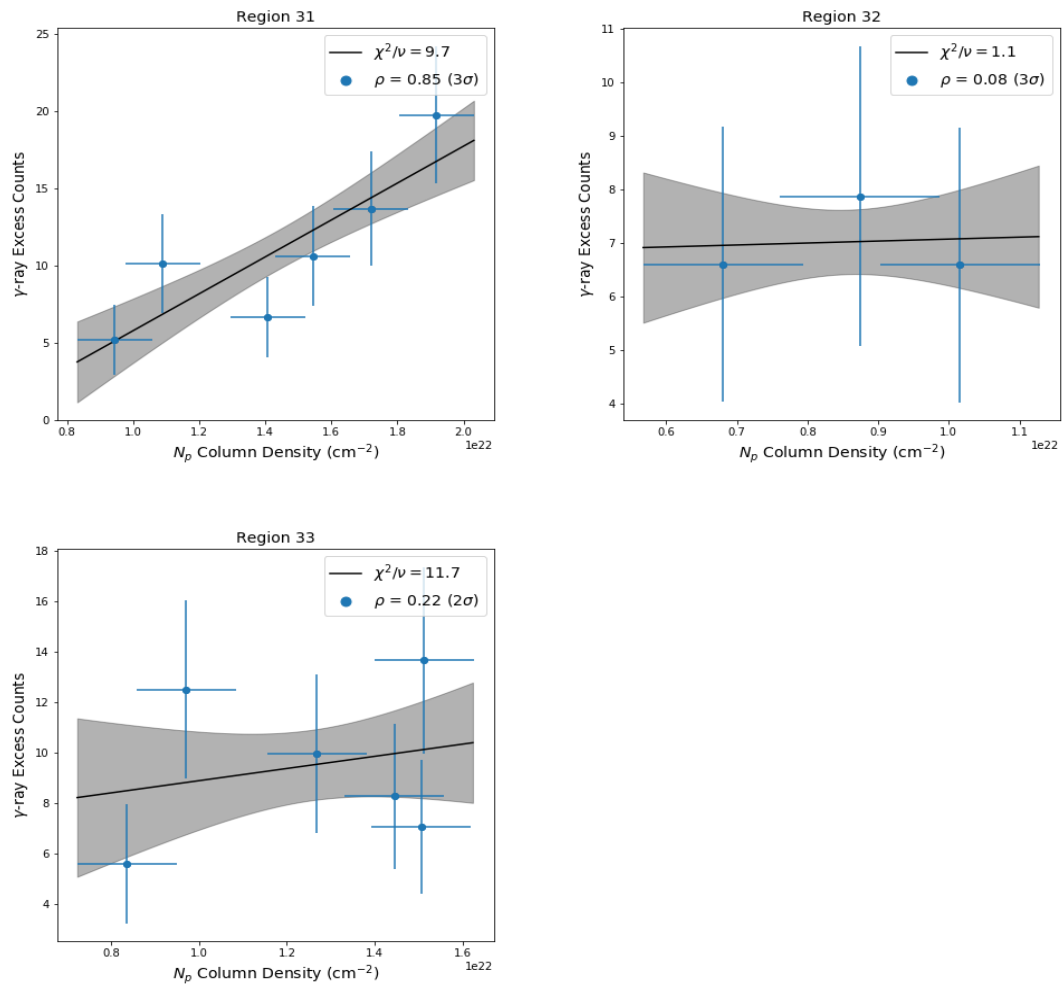 Region 31
χ²/ν = 9.7
ρ = 0.85 (3σ)
γ-ray Excess Counts
25
20
15
10
5
0
0.8 1.0 1.2 1.4 1.6 1.8 2.0
1e22
N_p Column Density (cm⁻²)
Region 32
χ²/ν = 1.1
ρ = 0.08 (3σ)
γ-ray Excess Counts
11
10
9
8
7
6
5
4
0.6 0.7 0.8 0.9 1.0 1.1
1e22
N_p Column Density (cm⁻²)
Region 33
χ²/ν = 11.7
ρ = 0.22 (2σ)
γ-ray Excess Counts
18
16
14
12
10
8
6
4
0.8 1.0 1.2 1.4 1.6
1e22
N_p Column Density (cm⁻²)